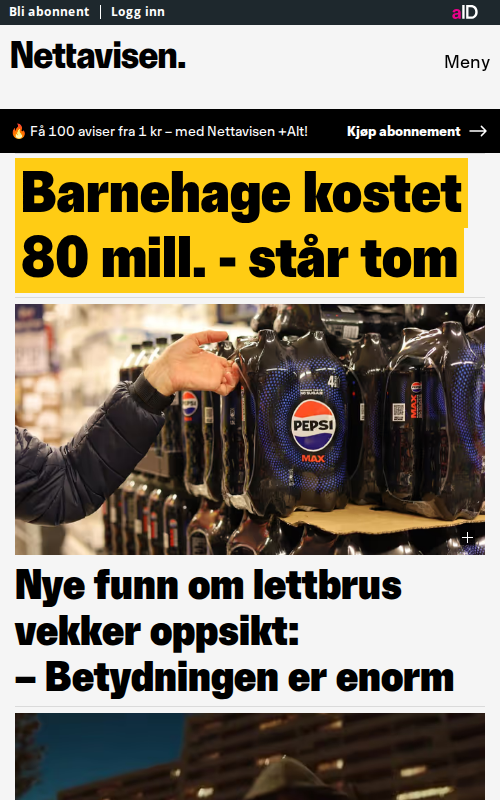 Bli abonnent | Logg inn
aID
Nettavisen.
Meny
🔥 Få 100 aviser fra 1 kr – med Nettavisen +Alt!
Kjøp abonnement →
Barnehage kostet
80 mill. - står tom
4
PEPSI
MAX
MAX
PEPSI
+
Nye funn om lettbrus
vekker oppsikt:
– Betydningen er enorm